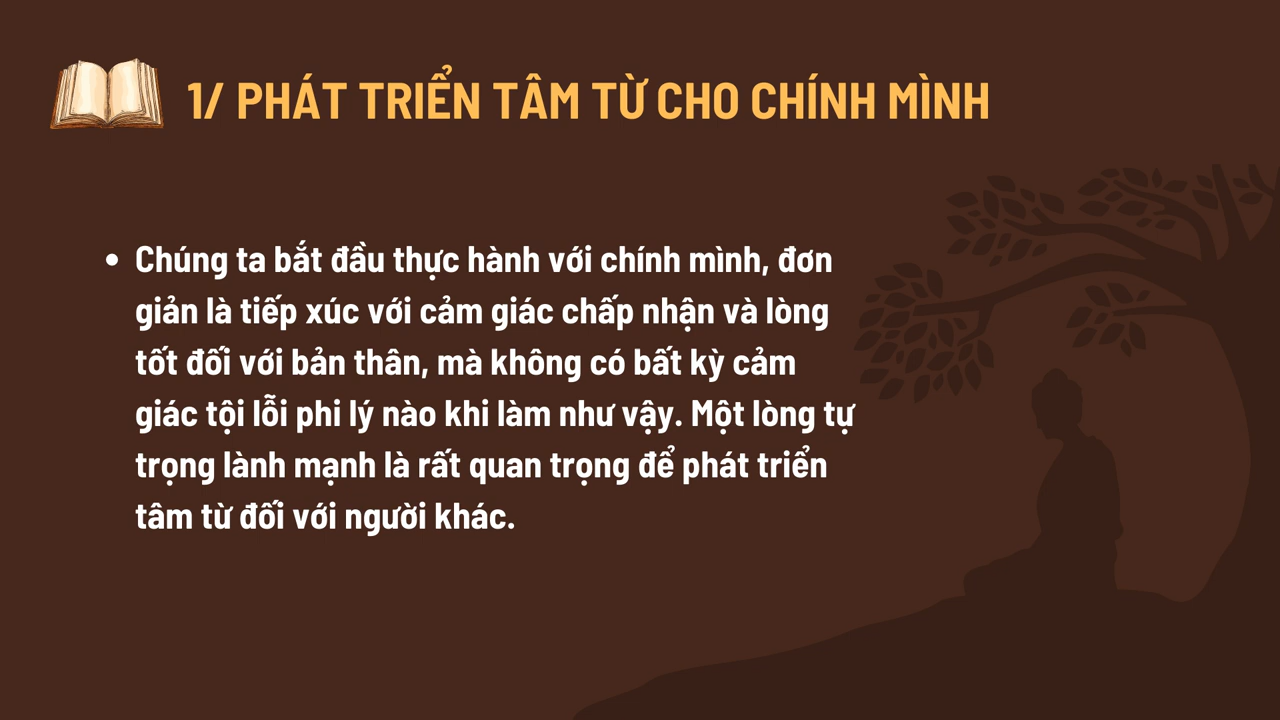 1/ PHÁT TRIỂN TÂM TỪ CHO CHÍNH MÌNH
• Chúng ta bắt đầu thực hành với chính mình, đơn
giản là tiếp xúc với cảm giác chấp nhận và lòng
tốt đối với bản thân, mà không có bất kỳ cảm
giác tội lỗi phi lý nào khi làm như vậy. Một lòng tự
trọng lành mạnh là rất quan trọng để phát triển
tâm từ đối với người khác.